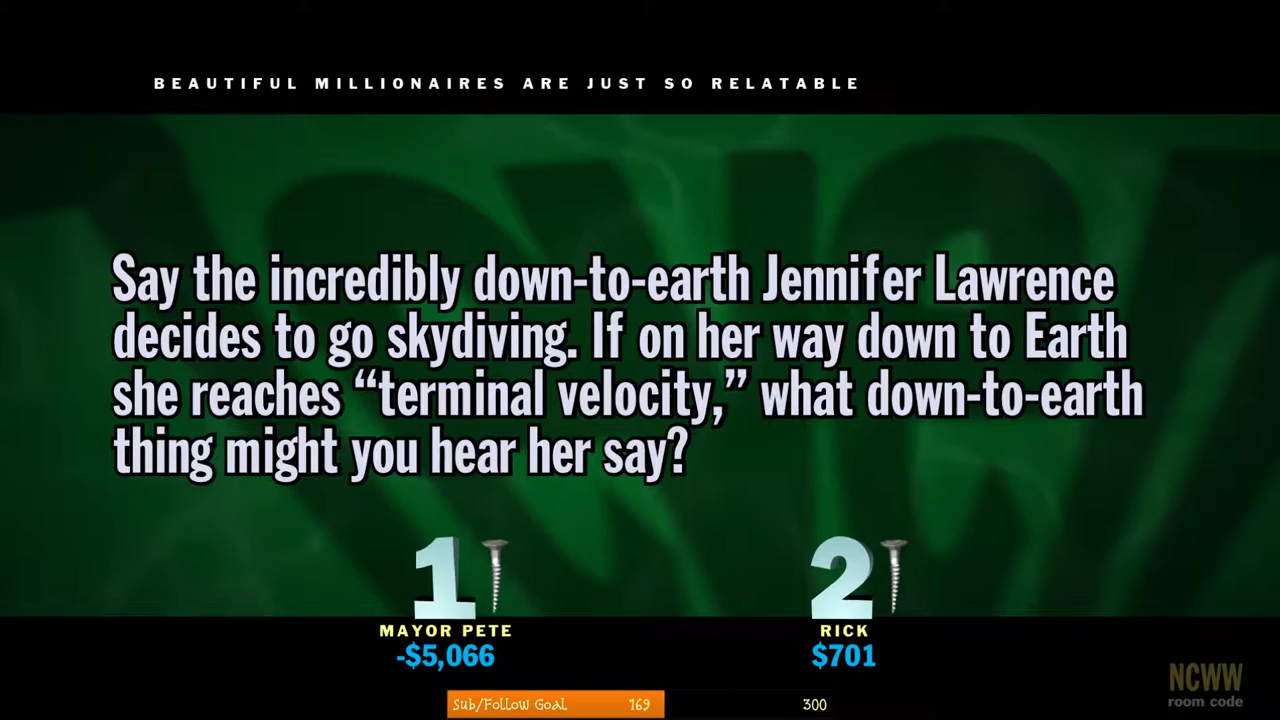 BEAUTIFUL MILLIONAIRES ARE JUST SO RELATABLE
Say the incredibly down-to-earth Jennifer Lawrence
decides to go skydiving. If on her way down to Earth
she reaches “terminal velocity,” what down-to-earth
thing might you hear her say?
1
2
MAYOR PETE
RICK
-$5,066
$701
NCWW
room code
Sub/Follow Goal 169 300